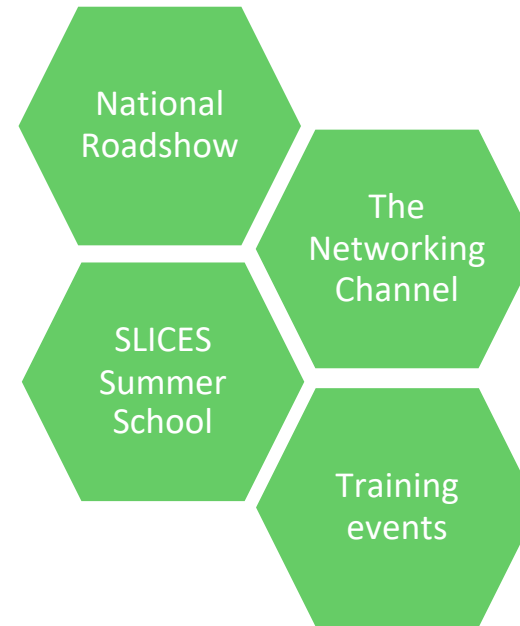 National
Roadshow
The
Networking
Channel
SLICES
Summer
School
Training
events